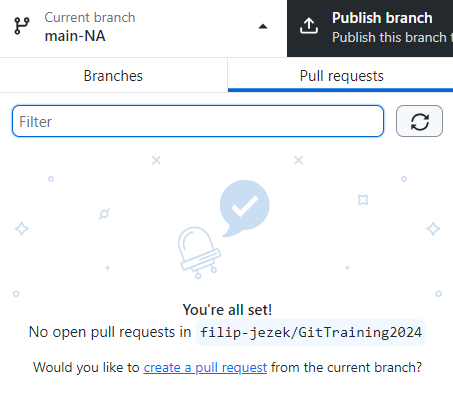 Current branch
main-NA
Publish branch
Publish this branch
Branches
Pull requests
Filter
You're all set!
No open pull requests in filip-jezek/GitTraining2024
Would you like to create a pull request from the current branch?